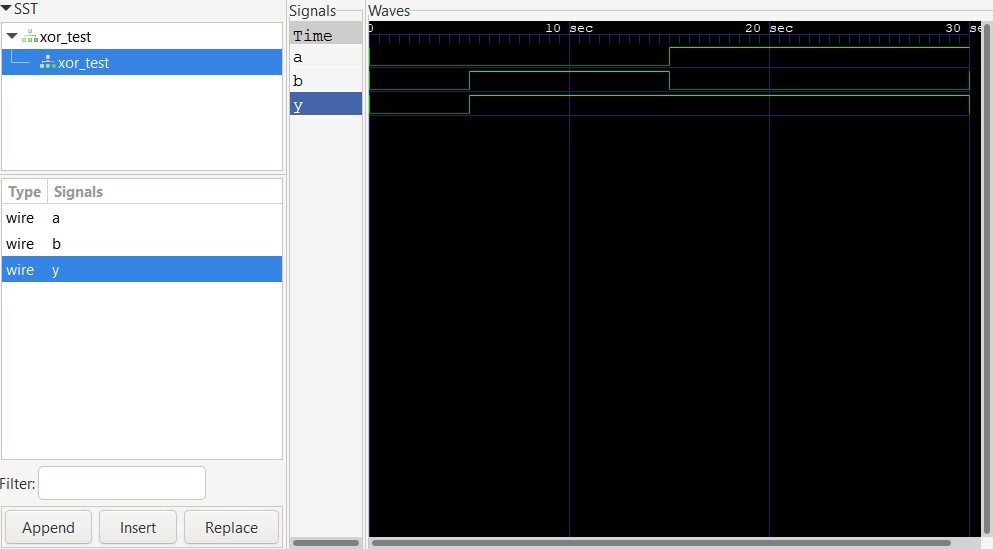 SST
xor_test
xor_test
Type Signals
wire a
wire b
wire y
Filter:
Append Insert Replace
Signals
Time
a
b
y
Waves
0 10 sec 20 sec 30 se